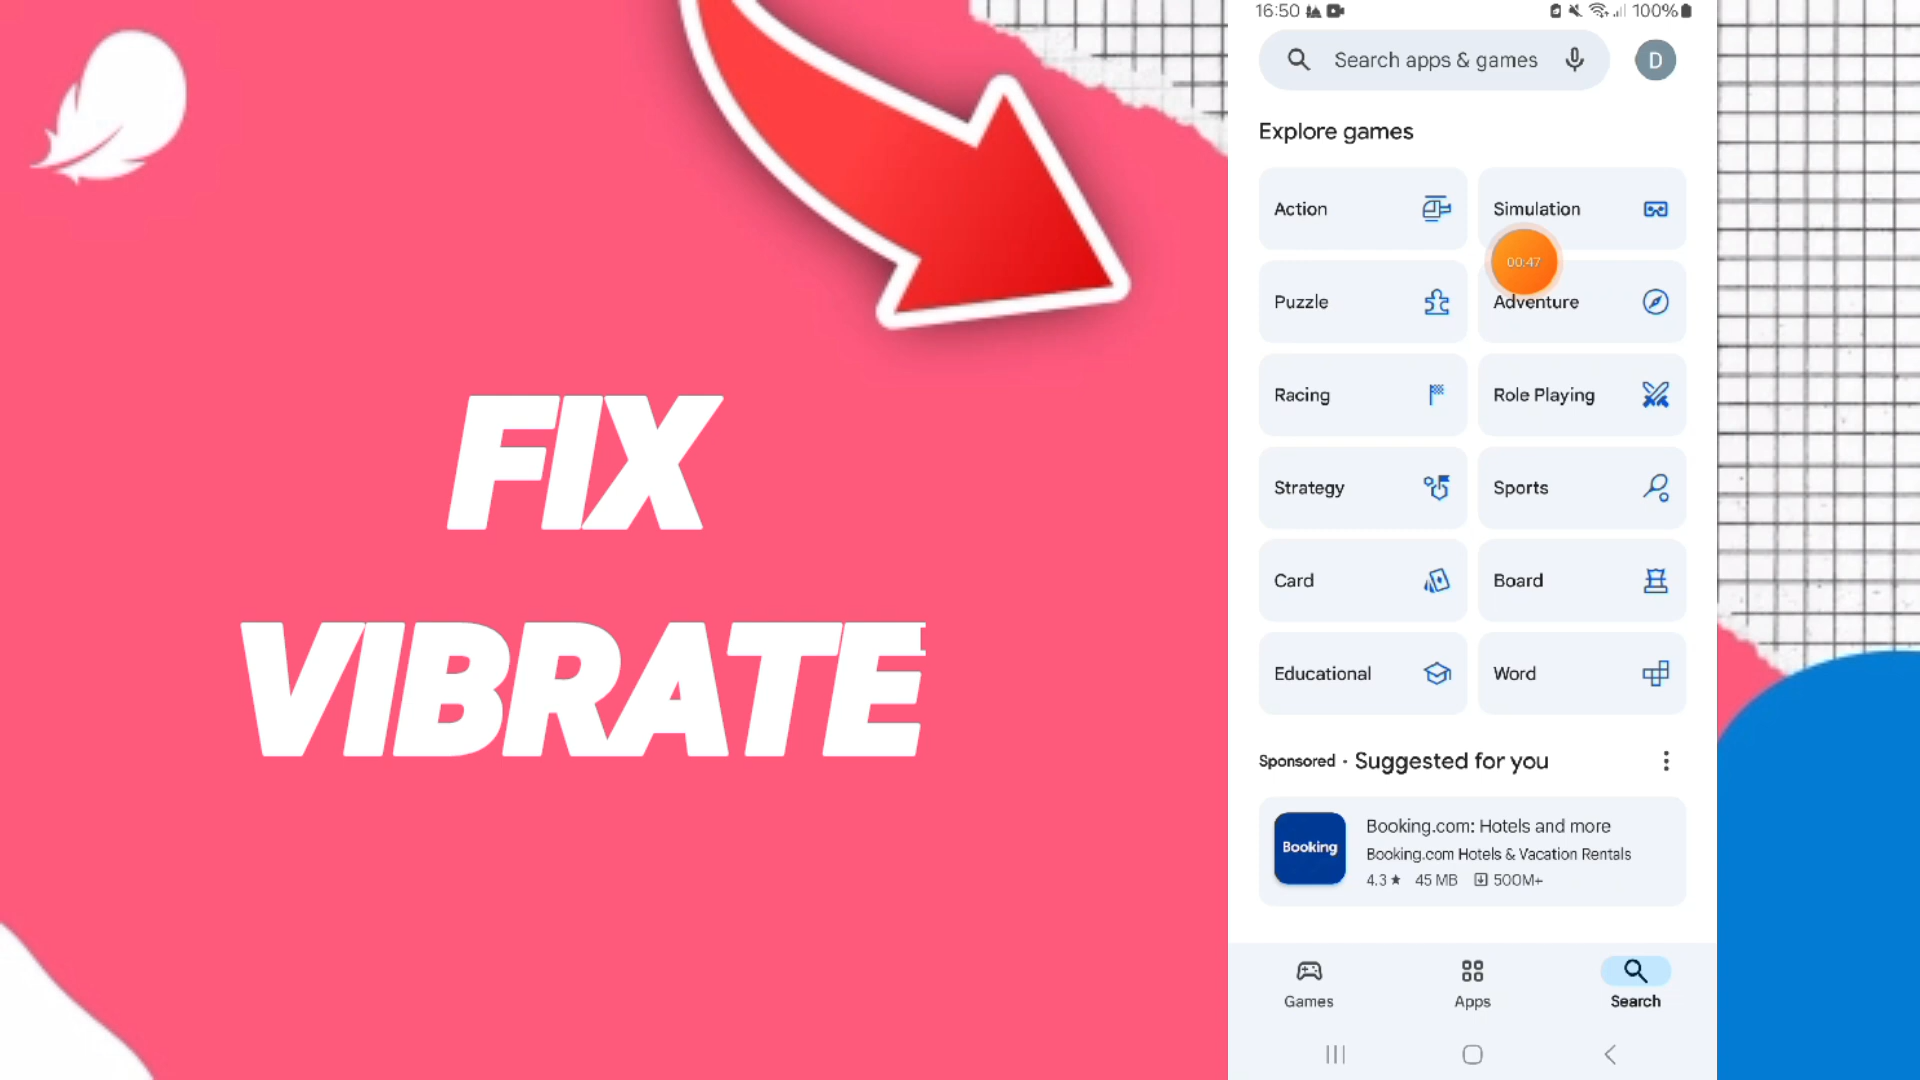 FIX
VIBRATE
16:50
100%
Search apps & games
D
Explore games
Action
Simulation
00:47
Puzzle
Adventure
Racing
Role Playing
Strategy
Sports
Card
Board
Educational
Word
Sponsored · Suggested for you
Booking
Booking.com: Hotels and more
Booking.com Hotels & Vacation Rentals
4.3★ 45 MB 500M+
Games
Apps
Search